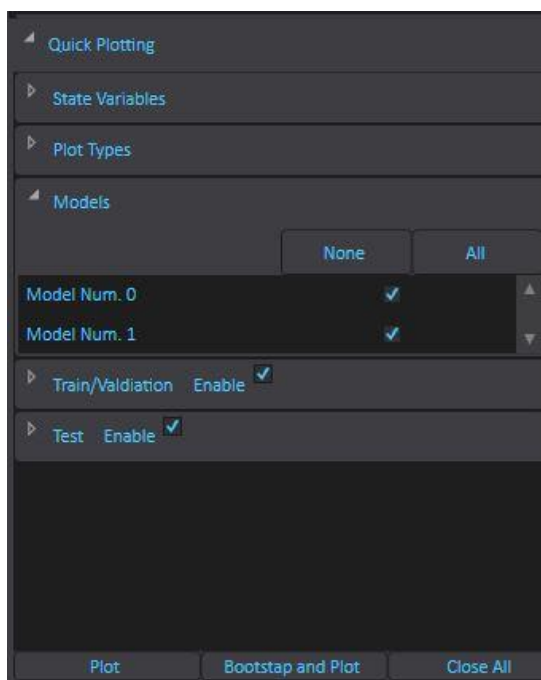 Quick Plotting
State Variables
Plot Types
Models
None All
Model Num. 0
Model Num. 1
Train/Valdiation Enable
Test Enable
Plot Bootstap and Plot Close All